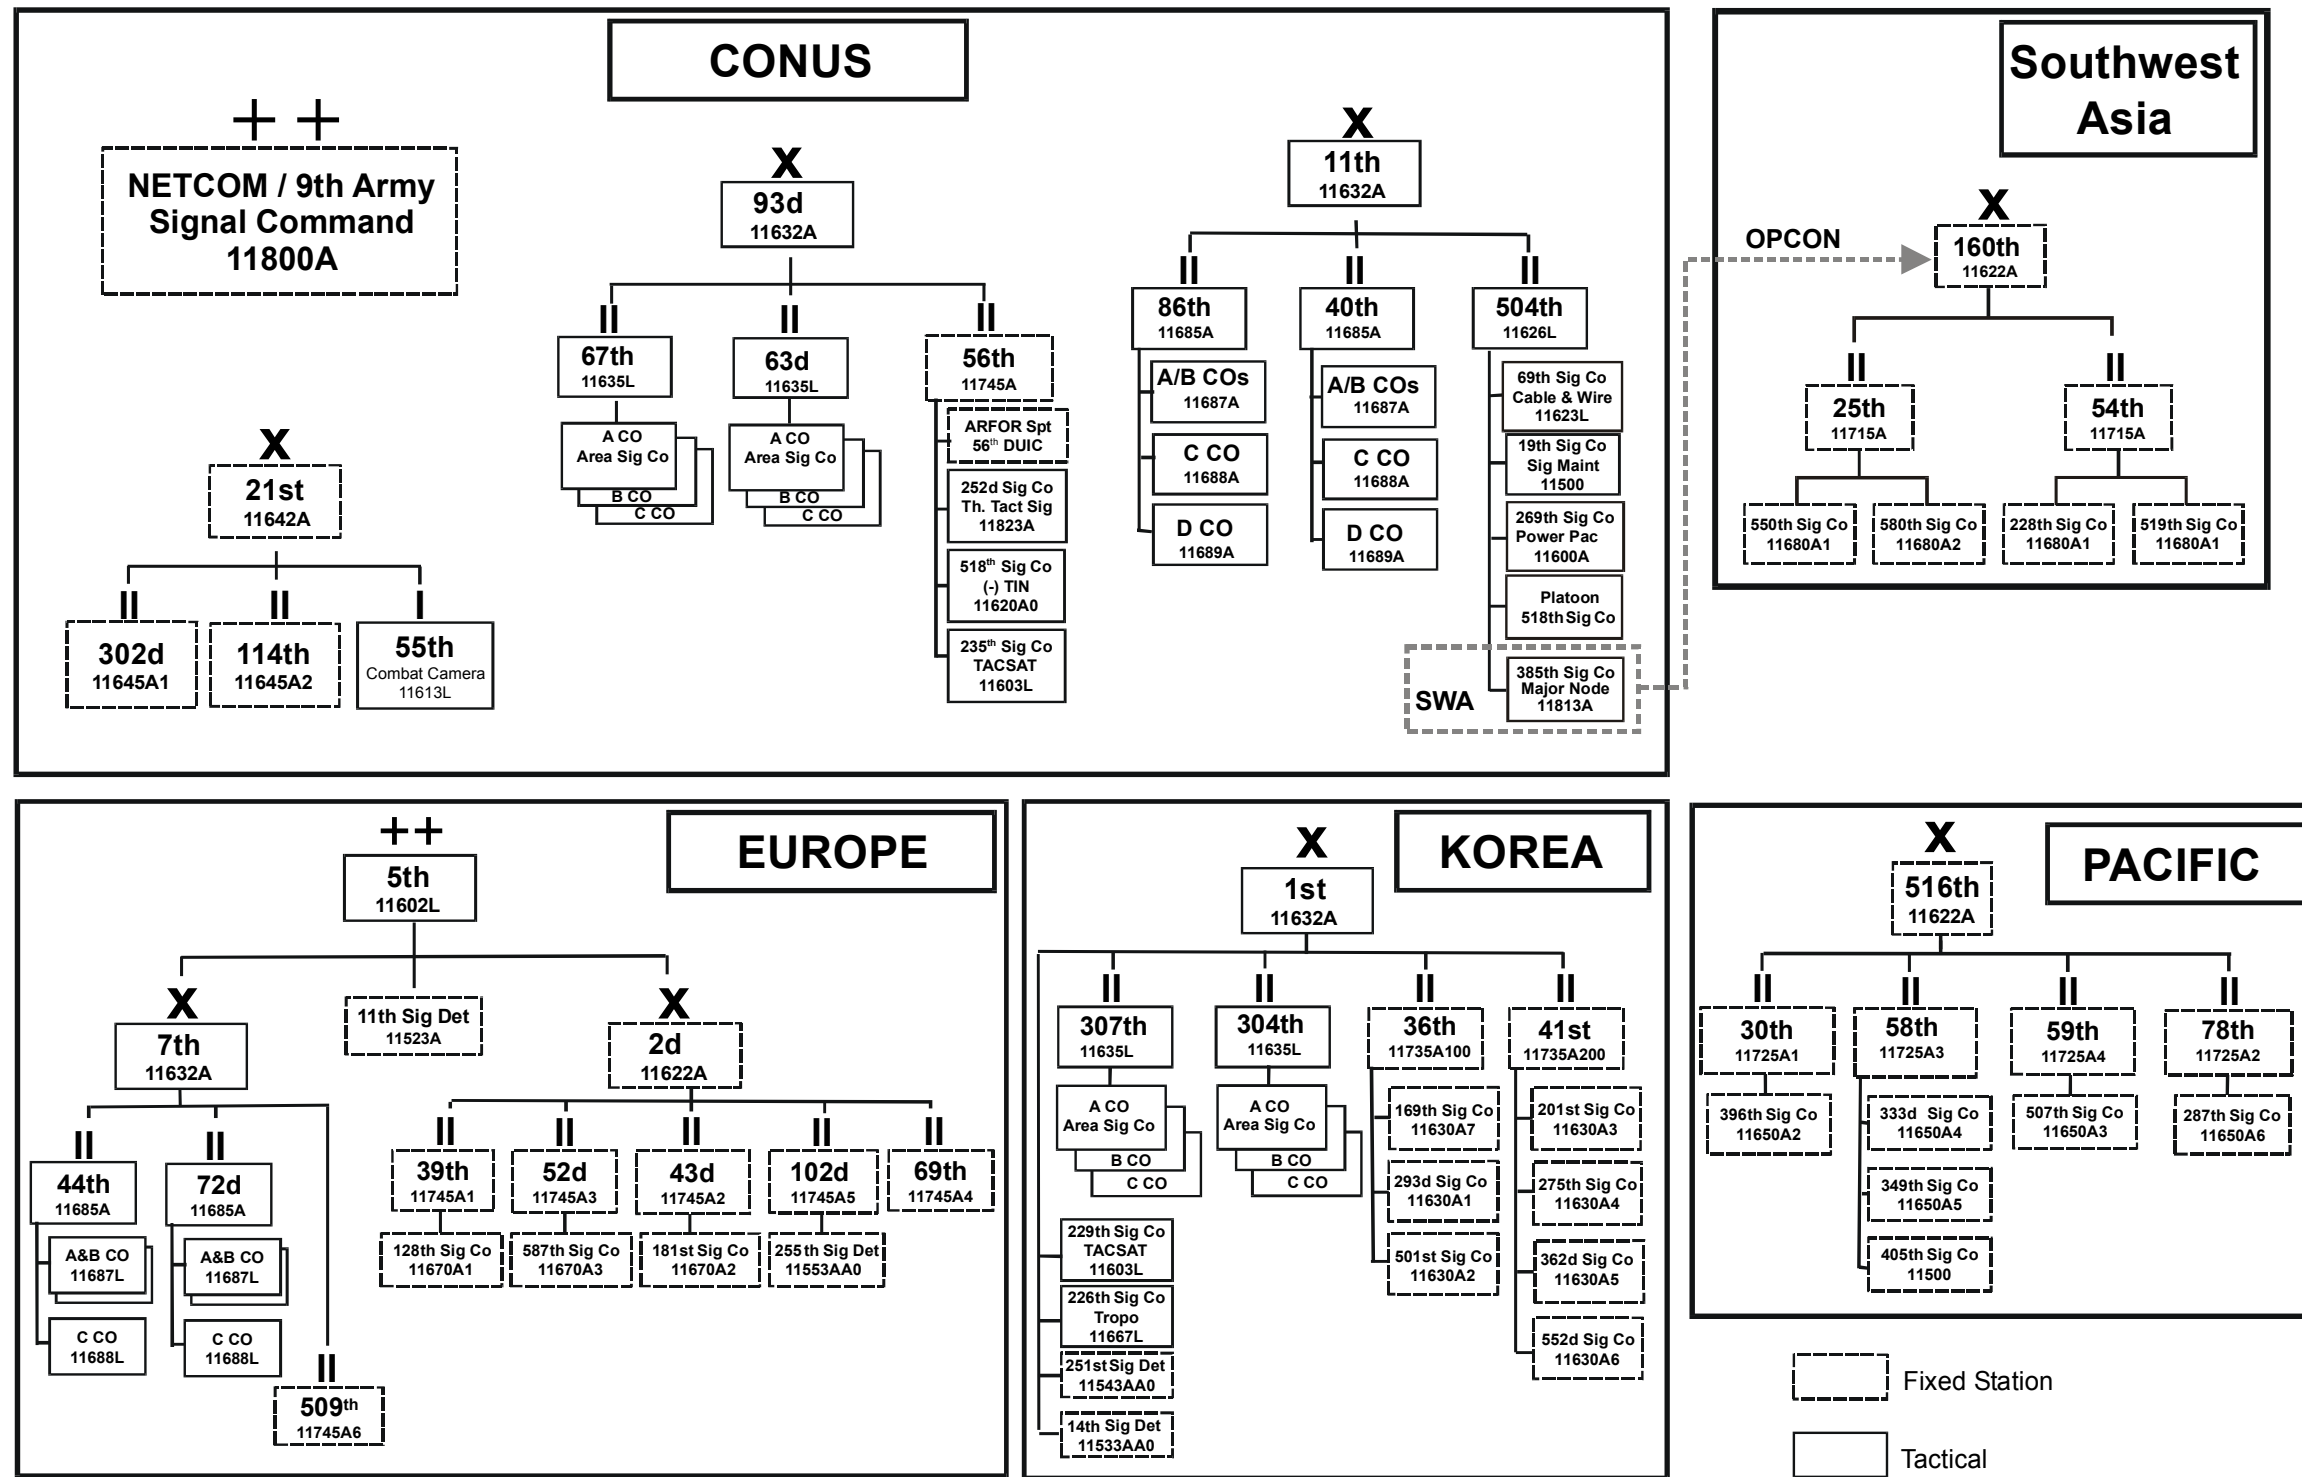 CONUS
++
NETCOM / 9th Army
Signal Command
11800A
X
21st
11642A
II
302d
11645A1
II
114th
11645A2
I
55th
Combat Camera
11613L
X
93d
11632A
II
67th
11635L
A CO
Area Sig Co
B CO
C CO
II
63d
11635L
A CO
Area Sig Co
B CO
C CO
II
56th
11745A
ARFOR Spt
56th DUIC
252d Sig Co
Th. Tact Sig
11823A
518th Sig Co
(-) TIN
11620A0
235th Sig Co
TACSAT
11603L
X
11th
11632A
II
86th
11685A
A/B COs
11687A
C CO
11688A
D CO
11689A
II
40th
11685A
A/B COs
11687A
C CO
11688A
D CO
11689A
II
504th
11626L
69th Sig Co
Cable & Wire
11623L
19th Sig Co
Sig Maint
11500
269th Sig Co
Power Pac
11600A
Platoon
518th Sig Co
SWA
385th Sig Co
Major Node
11813A
OPCON
Southwest
Asia
X
160th
11622A
II
25th
11715A
550th Sig Co
11680A1
580th Sig Co
11680A2
II
54th
11715A
228th Sig Co
11680A1
519th Sig Co
11680A1
EUROPE
++
5th
11602L
X
7th
11632A
11th Sig Det
11523A
X
2d
11622A
II
44th
11685A
A&B CO
11687L
C CO
11688L
II
72d
11685A
A&B CO
11687L
C CO
11688L
II
509th
11745A6
II
39th
11745A1
128th Sig Co
11670A1
II
52d
11745A3
587th Sig Co
11670A3
II
43d
11745A2
181st Sig Co
11670A2
II
102d
11745A5
255th Sig Det
11553AA0
II
69th
11745A4
KOREA
X
1st
11632A
II
307th
11635L
A CO
Area Sig Co
B CO
C CO
II
304th
11635L
A CO
Area Sig Co
B CO
C CO
II
36th
11735A100
169th Sig Co
11630A7
293d Sig Co
11630A1
501st Sig Co
11630A2
II
41st
11735A200
201st Sig Co
11630A3
275th Sig Co
11630A4
362d Sig Co
11630A5
552d Sig Co
11630A6
229th Sig Co
TACSAT
11603L
226th Sig Co
Tropo
11667L
251st Sig Det
11543AA0
14th Sig Det
11533AA0
PACIFIC
X
516th
11622A
II
30th
11725A1
396th Sig Co
11650A2
II
58th
11725A3
333d Sig Co
11650A4
349th Sig Co
11650A5
405th Sig Co
11500
II
59th
11725A4
507th Sig Co
11650A3
II
78th
11725A2
287th Sig Co
11650A6
Fixed Station
Tactical